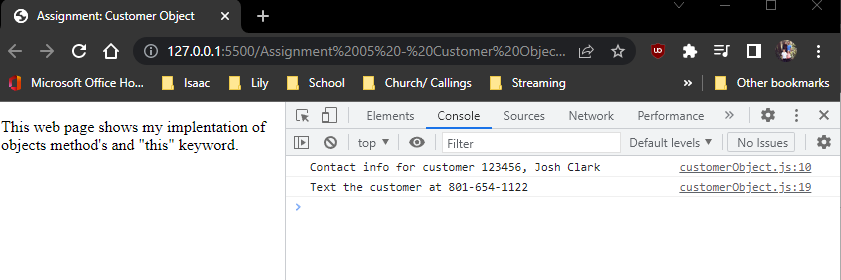 Assignment: Customer Object
127.0.0.1:5500/Assignment%2005%20-%20Customer%20Objec...
Microsoft Office Ho...
Isaac
Lily
School
Church/ Callings
Streaming
»
Other bookmarks
This web page shows my implentation of
objects method's and "this" keyword.
Elements
Console
Sources
Network
Performance
»
top
Filter
Default levels
No Issues
Contact info for customer 123456, Josh Clark
customerObject.js:10
Text the customer at 801-654-1122
customerObject.js:19